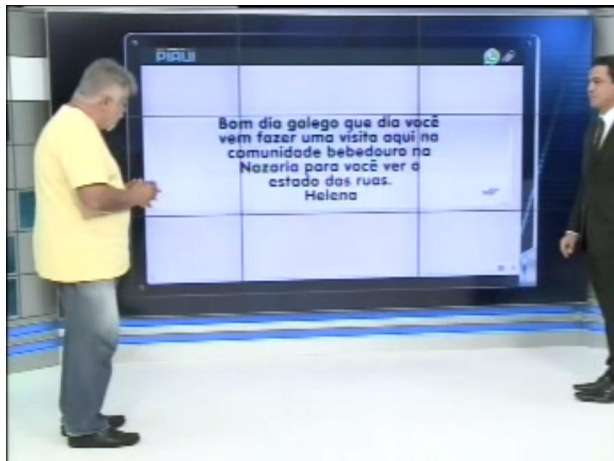 PIAUÍ
Bom dia galego que dia você
vem fazer uma visita aqui na
comunidade bebedouro na
Nazaria para você ver o
estado das ruas.
Helena